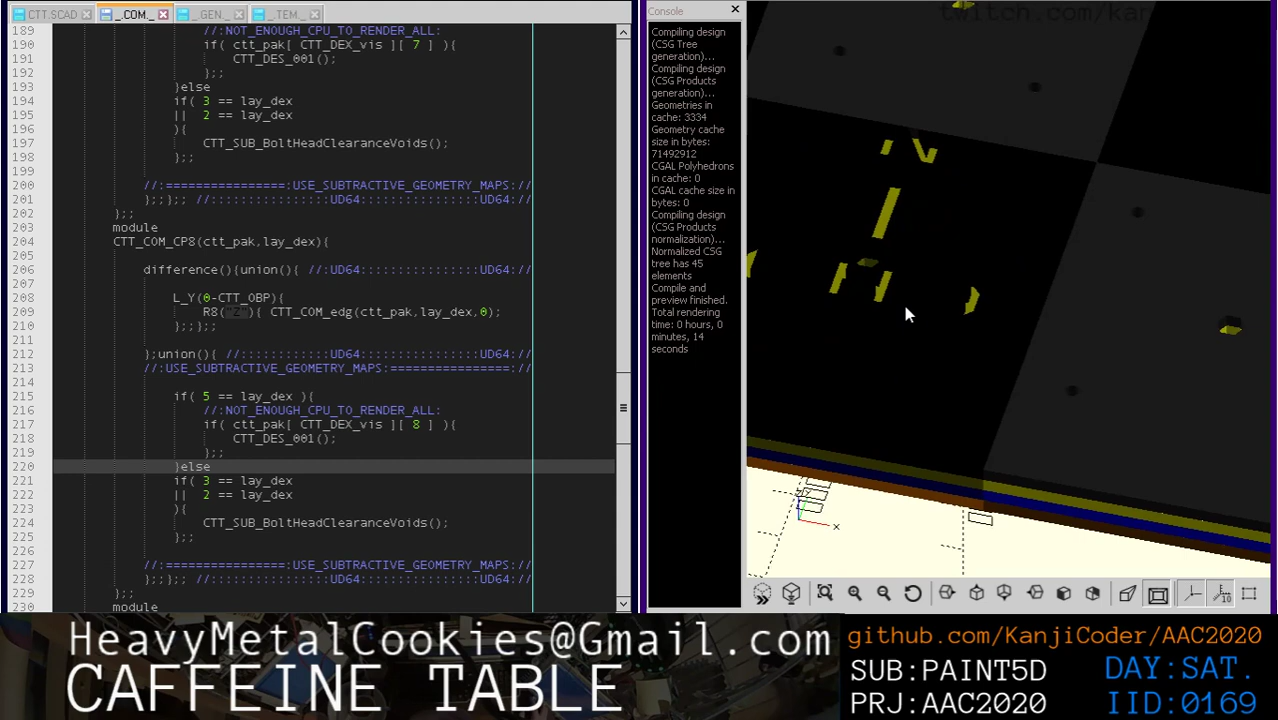 CTT.SCAD
_.COM._
_.GEN._
_.TEM._
189 //:NOT_ENOUGH_CPU_TO_RENDER_ALL:
190 if( ctt_pak[ CTT_DEX_vis ][ 7 ] ){
191 CTT_DES_001();
192 };;
193 }else
194 if( 3 == lay_dex
195 || 2 == lay_dex
196 ){
197 CTT_SUB_BoltHeadClearanceVoids();
198 };;
199
200 //:================:USE_SUBTRACTIVE_GEOMETRY_MAPS://
201 };;};; //:::::::::::::::::UD64:::::::::::::::::UD64://
202 };;
203 module
204 CTT_COM_CP8(ctt_pak,lay_dex){
205
206 difference(){union(){ //:UD64:::::::::::::::::UD64://
207
208 L_Y(0-CTT_OBP){
209 R8("Z"){ CTT_COM_edg(ctt_pak,lay_dex,0);
210 };;};;
211
212 };union(){ //::::::::::::UD64:::::::::::::::::UD64://
213 //:USE_SUBTRACTIVE_GEOMETRY_MAPS:================://
214
215 if( 5 == lay_dex ){
216 //:NOT_ENOUGH_CPU_TO_RENDER_ALL:
217 if( ctt_pak[ CTT_DEX_vis ][ 8 ] ){
218 CTT_DES_001();
219 };;
220 }else
221 if( 3 == lay_dex
222 || 2 == lay_dex
223 ){
224 CTT_SUB_BoltHeadClearanceVoids();
225 };;
226
227 //:================:USE_SUBTRACTIVE_GEOMETRY_MAPS://
228 };;};; //:::::::::::::::::UD64:::::::::::::::::UD64://
229 };;
230 module
Console
Compiling design
(CSG Tree
generation)...
Compiling design
(CSG Products
generation)...
Geometries in
cache: 3334
Geometry cache
size in bytes:
71492912
CGAL Polyhedrons
in cache: 0
CGAL cache size in
bytes: 0
Compiling design
(CSG Products
normalization)...
Normalized CSG
tree has 45
elements
Compile and
preview finished.
Total rendering
time: 0 hours, 0
minutes, 14
seconds
x
HeavyMetalCookies@Gmail.com
CAFFEINE TABLE
github.com/KanjiCoder/AAC2020
SUB:PAINT5D DAY:SAT.
PRJ:AAC2020 IID:0169